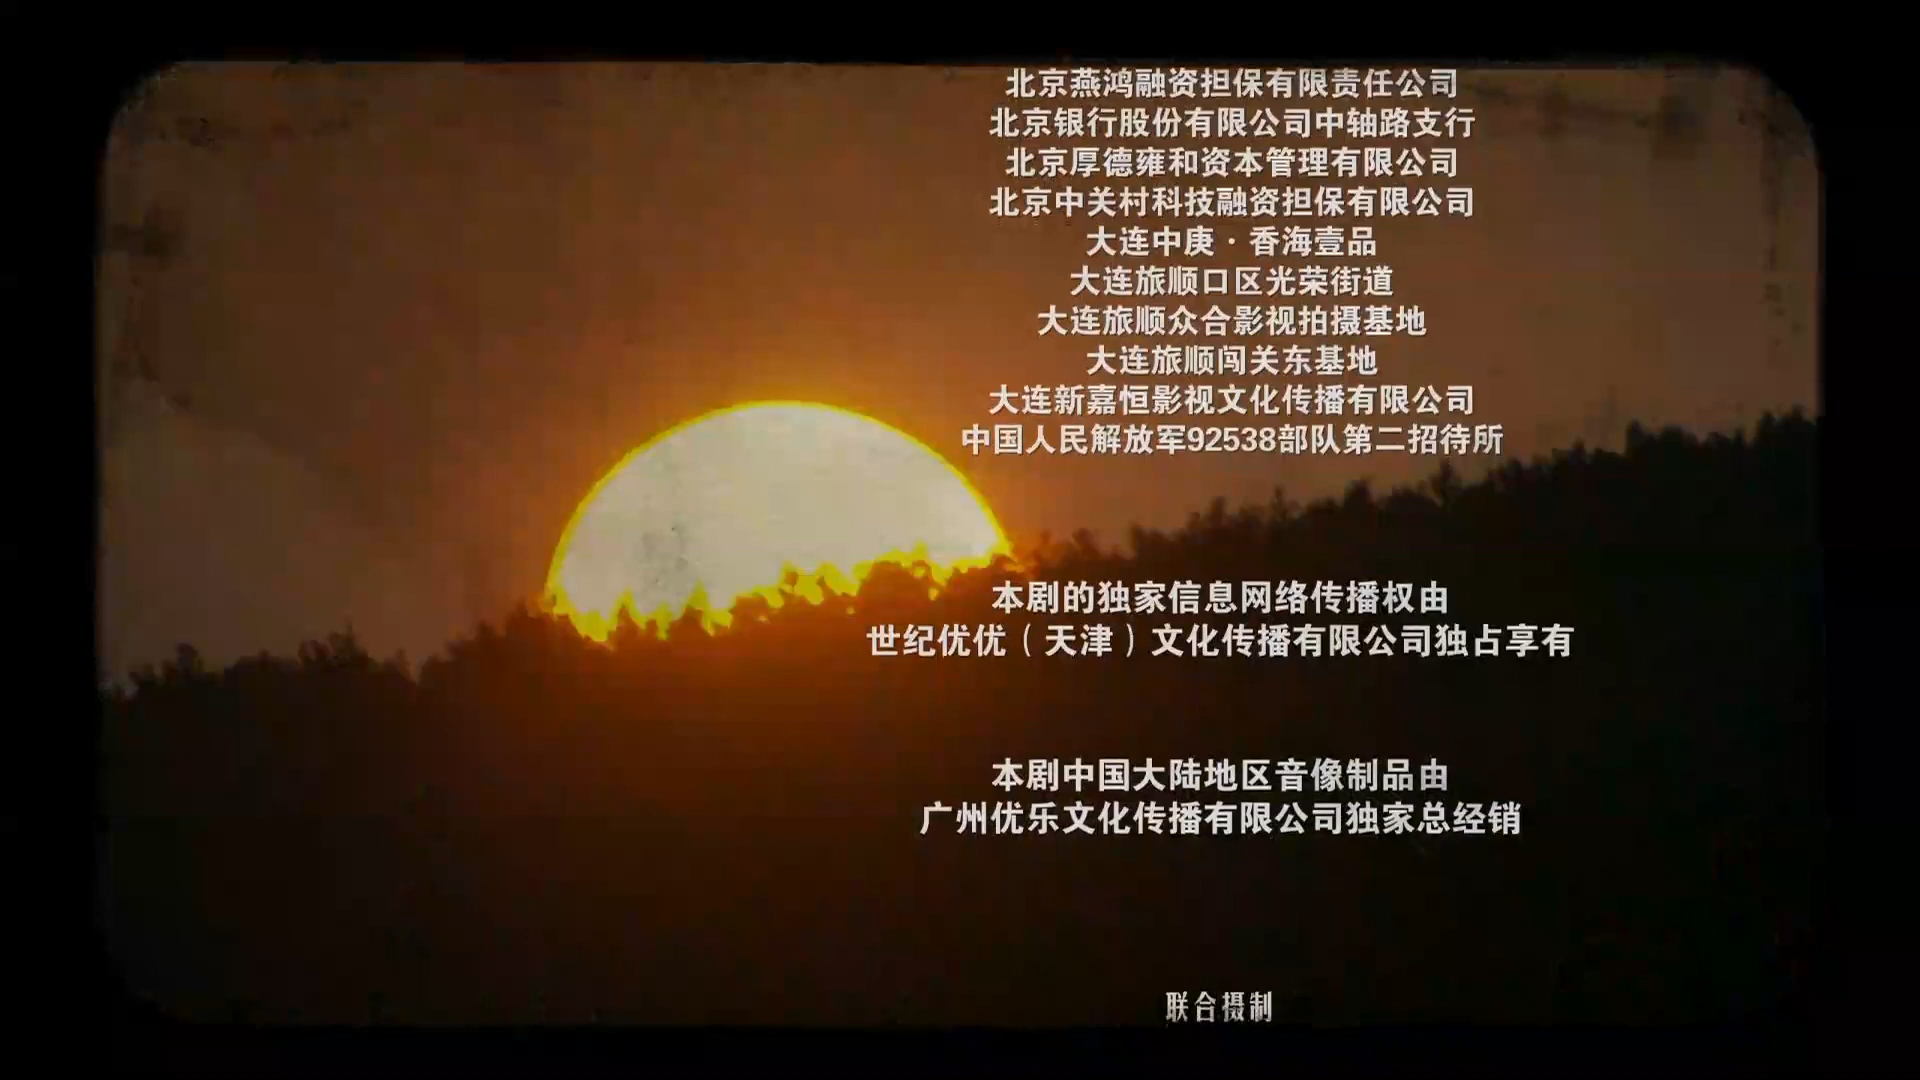 北京燕鸿融资担保有限责任公司
北京银行股份有限公司中轴路支行
北京厚德雍和资本管理有限公司
北京中关村科技融资担保有限公司
大连中庚·香海壹品
大连旅顺口区光荣街道
大连旅顺众合影视拍摄基地
大连旅顺闯关东基地
大连新嘉恒影视文化传播有限公司
中国人民解放军92538部队第二招待所
本剧的独家信息网络传播权由
世纪优优（天津）文化传播有限公司独占享有
本剧中国大陆地区音像制品由
广州优乐文化传播有限公司独家总经销
联合摄制